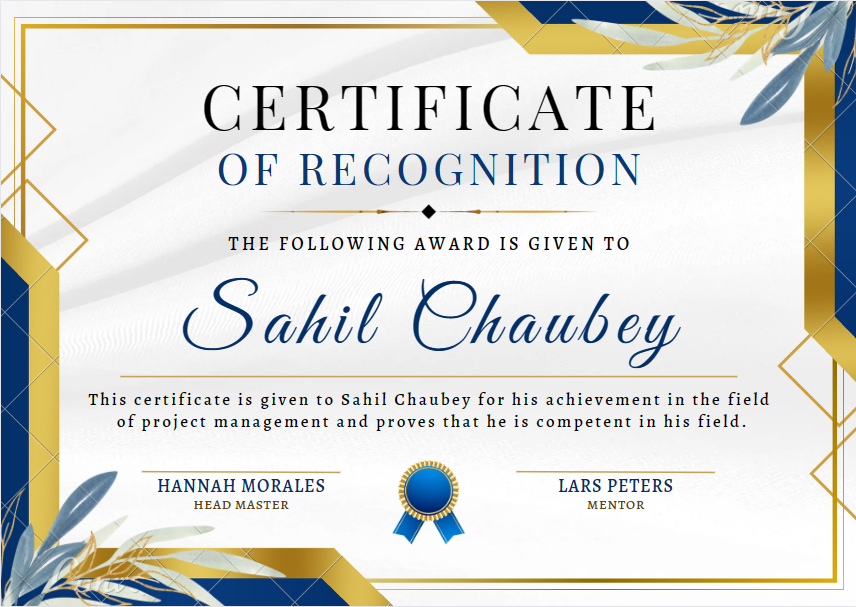 CERTIFICATE
OF RECOGNITION
THE FOLLOWING AWARD IS GIVEN TO
Sahil Chaubey
This certificate is given to Sahil Chaubey for his achievement in the field
of project management and proves that he is competent in his field.
HANNAH MORALES
HEAD MASTER
LARS PETERS
MENTOR